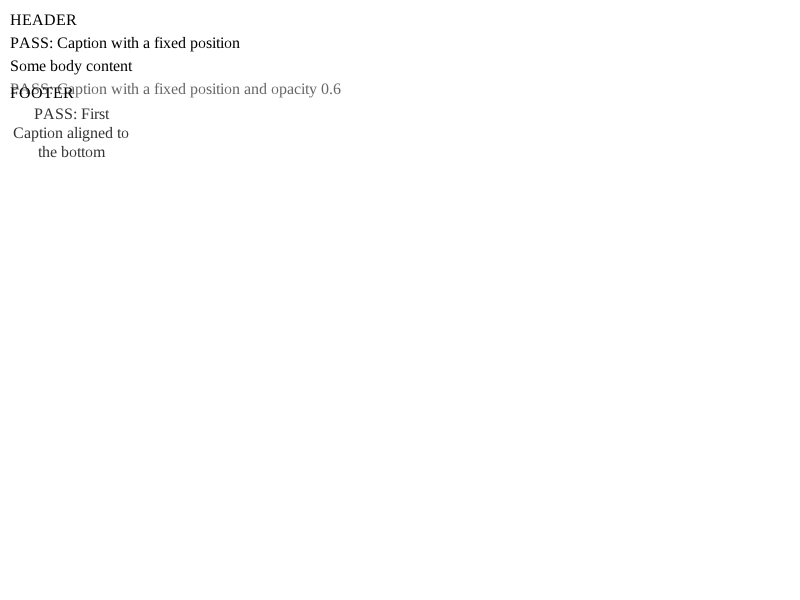 HEADER
PASS: Caption with a fixed position
Some body content
PASS: Caption with a fixed position and opacity 0.6
FOOTER
PASS: First
Caption aligned to
the bottom